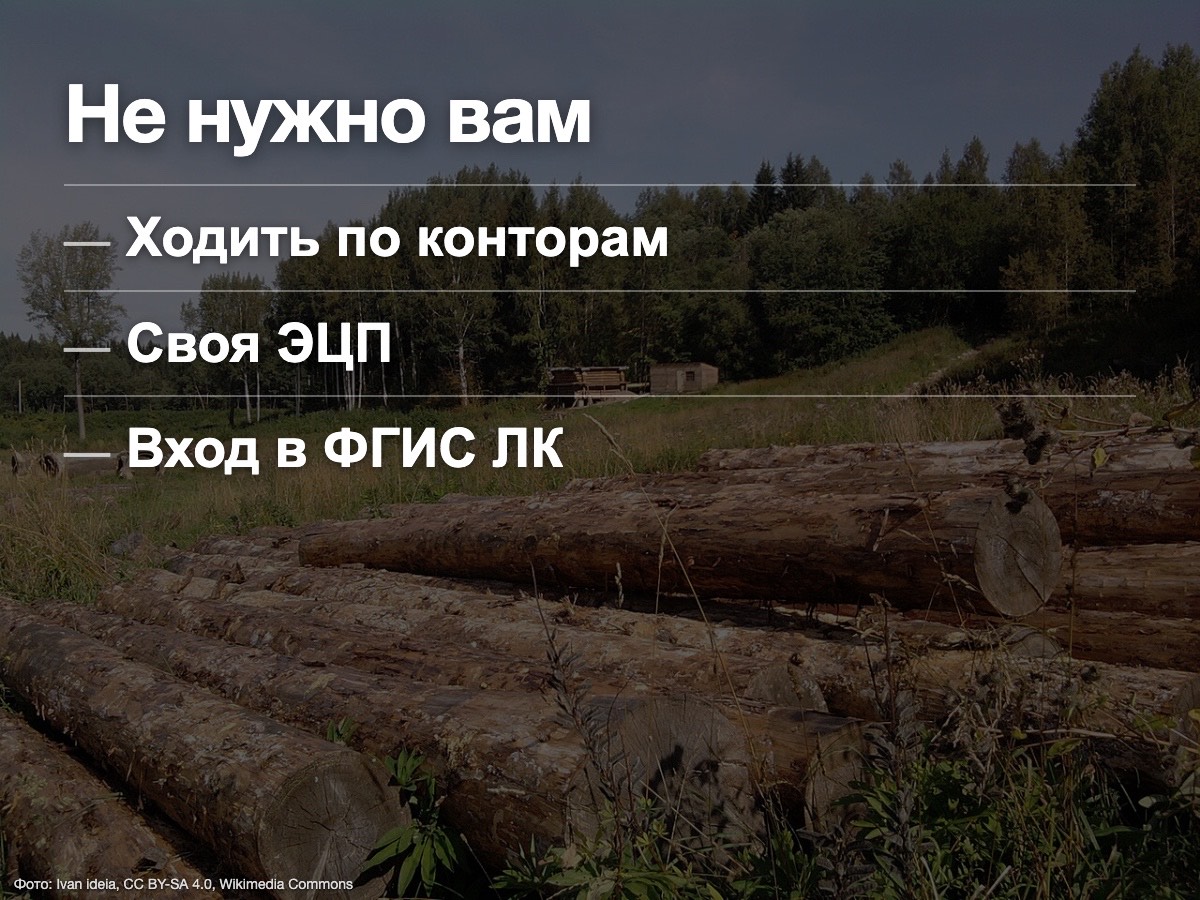 Не нужно вам
— Ходить по конторам
— Своя ЭЦП
— Вход в ФГИС ЛК
Фото: Ivan ideia, CC BY-SA 4.0, Wikimedia Commons